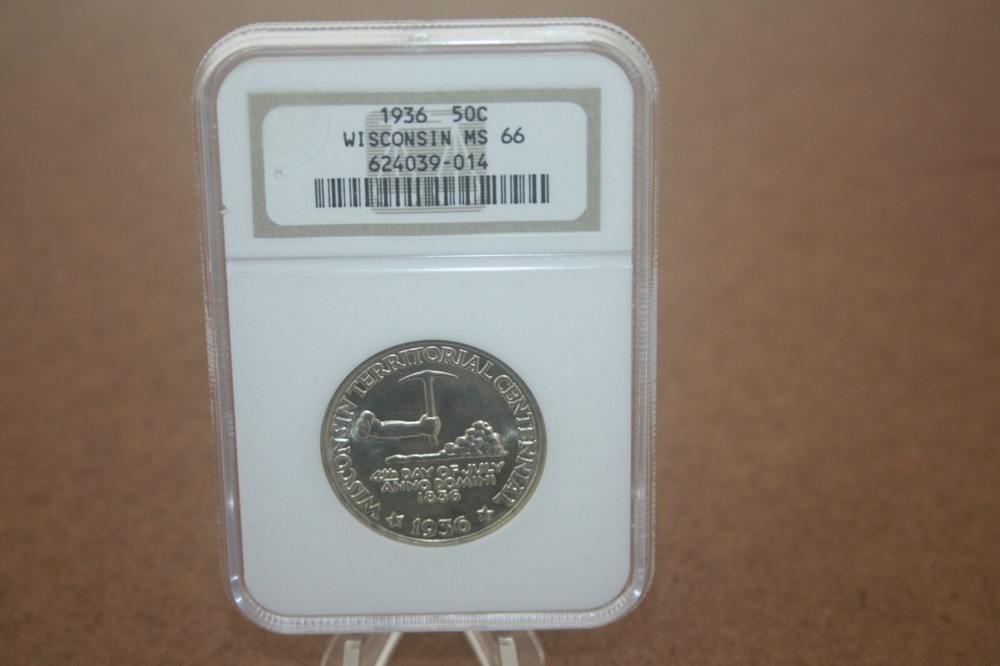 1936 50C
WISCONSIN MS 66
624039-014
WISCONSIN TERRITORIAL CENTENNIAL
4th DAY OF JULY
ANNO DOMINI
1836
1936